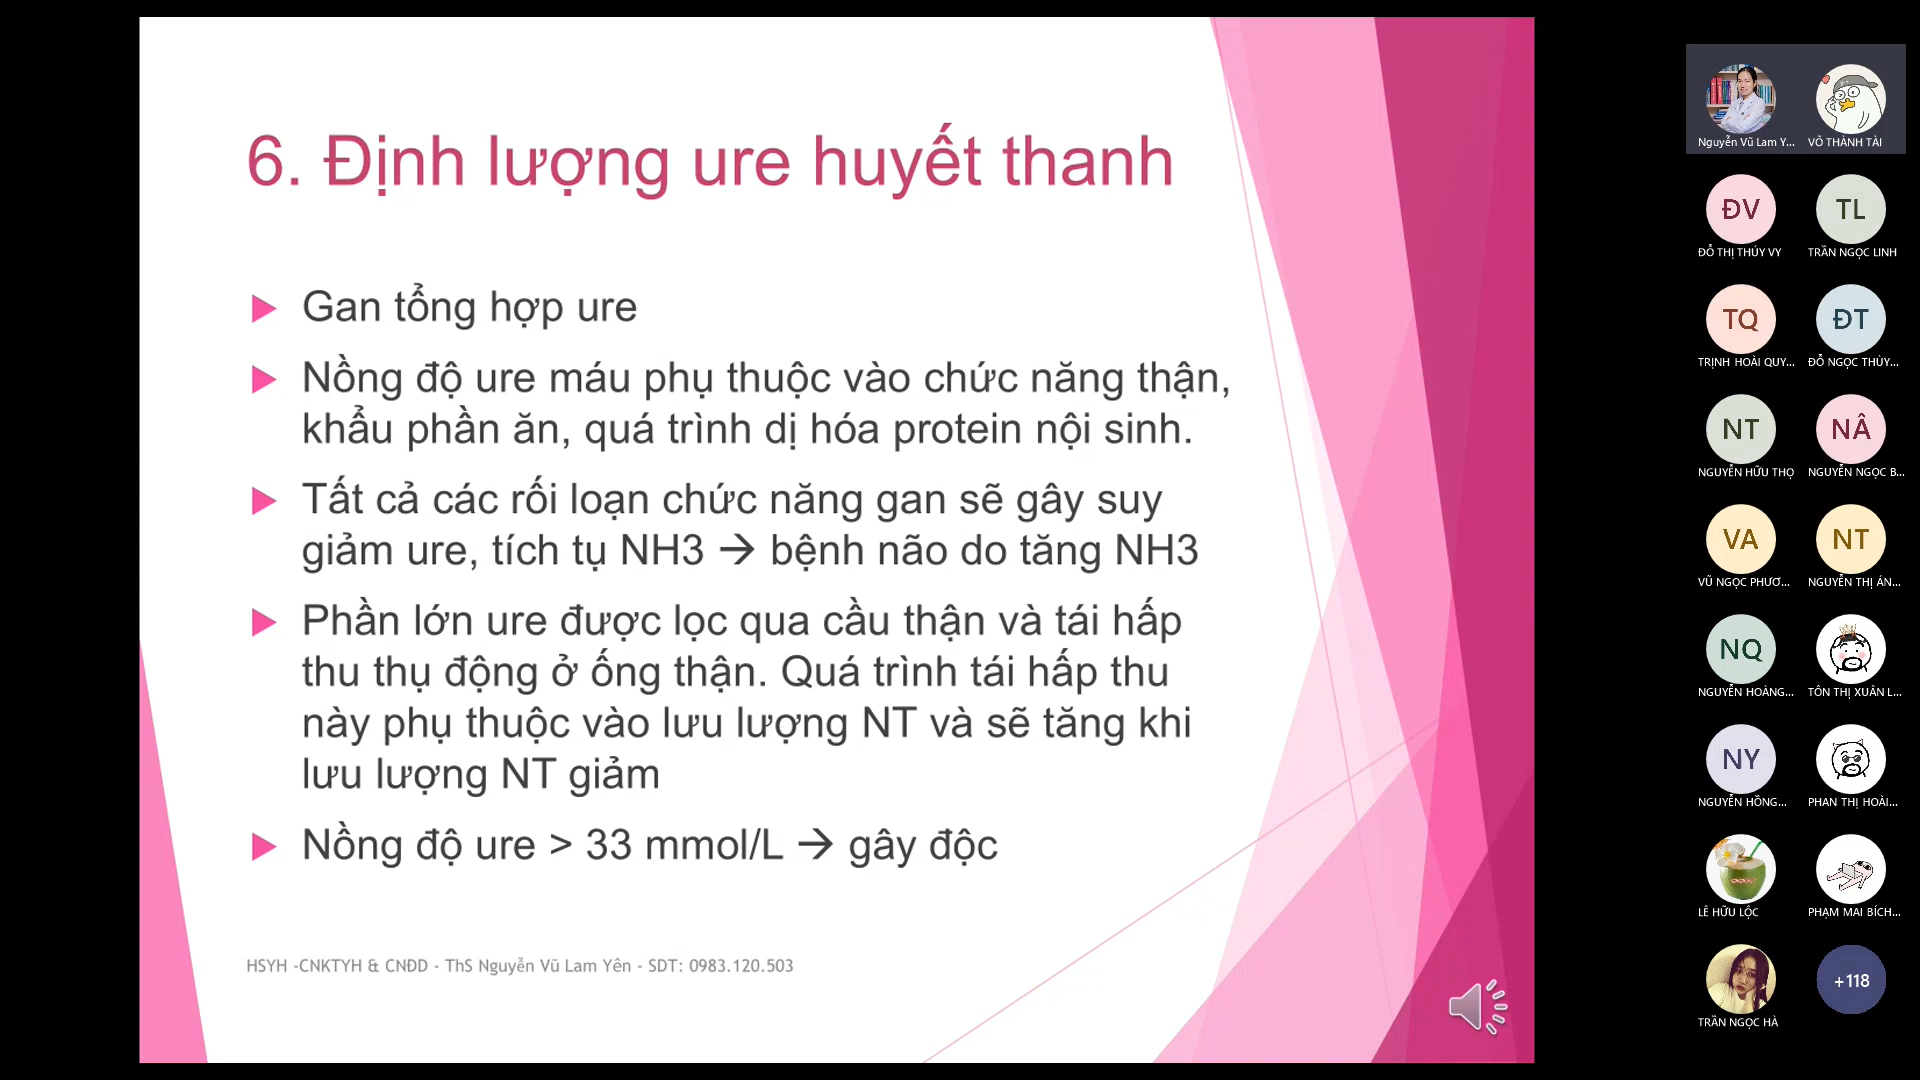 6. Định lượng ure huyết thanh
Gan tổng hợp ure
Nồng độ ure máu phụ thuộc vào chức năng thận,
khẩu phần ăn, quá trình dị hóa protein nội sinh.
Tất cả các rối loạn chức năng gan sẽ gây suy
giảm ure, tích tụ NH3 → bệnh não do tăng NH3
Phần lớn ure được lọc qua cầu thận và tái hấp
thu thụ động ở ống thận. Quá trình tái hấp thu
này phụ thuộc vào lưu lượng NT và sẽ tăng khi
lưu lượng NT giảm
Nồng độ ure > 33 mmol/L → gây độc
HSYH -CNKTYH & CNĐD - ThS Nguyễn Vũ Lam Yên - SDT: 0983.120.503
Nguyễn Vũ Lam Y...
VÕ THÀNH TÀI
ĐV
TL
ĐỖ THỊ THÚY VY
TRẦN NGỌC LINH
TQ
ĐT
TRỊNH HOÀI QUY...
ĐỖ NGỌC THÙY...
NT
NÂ
NGUYỄN HỮU THỌ
NGUYỄN NGỌC B...
VA
NT
VŨ NGỌC PHƯƠ...
NGUYỄN THỊ ÁN...
NQ
NGUYỄN HOÀNG...
TÔN THỊ XUÂN L...
NY
NGUYỄN HỒNG...
PHAN THỊ HOÀI...
LÊ HỮU LỘC
PHẠM MAI BÍCH...
+118
TRẦN NGỌC HÀ